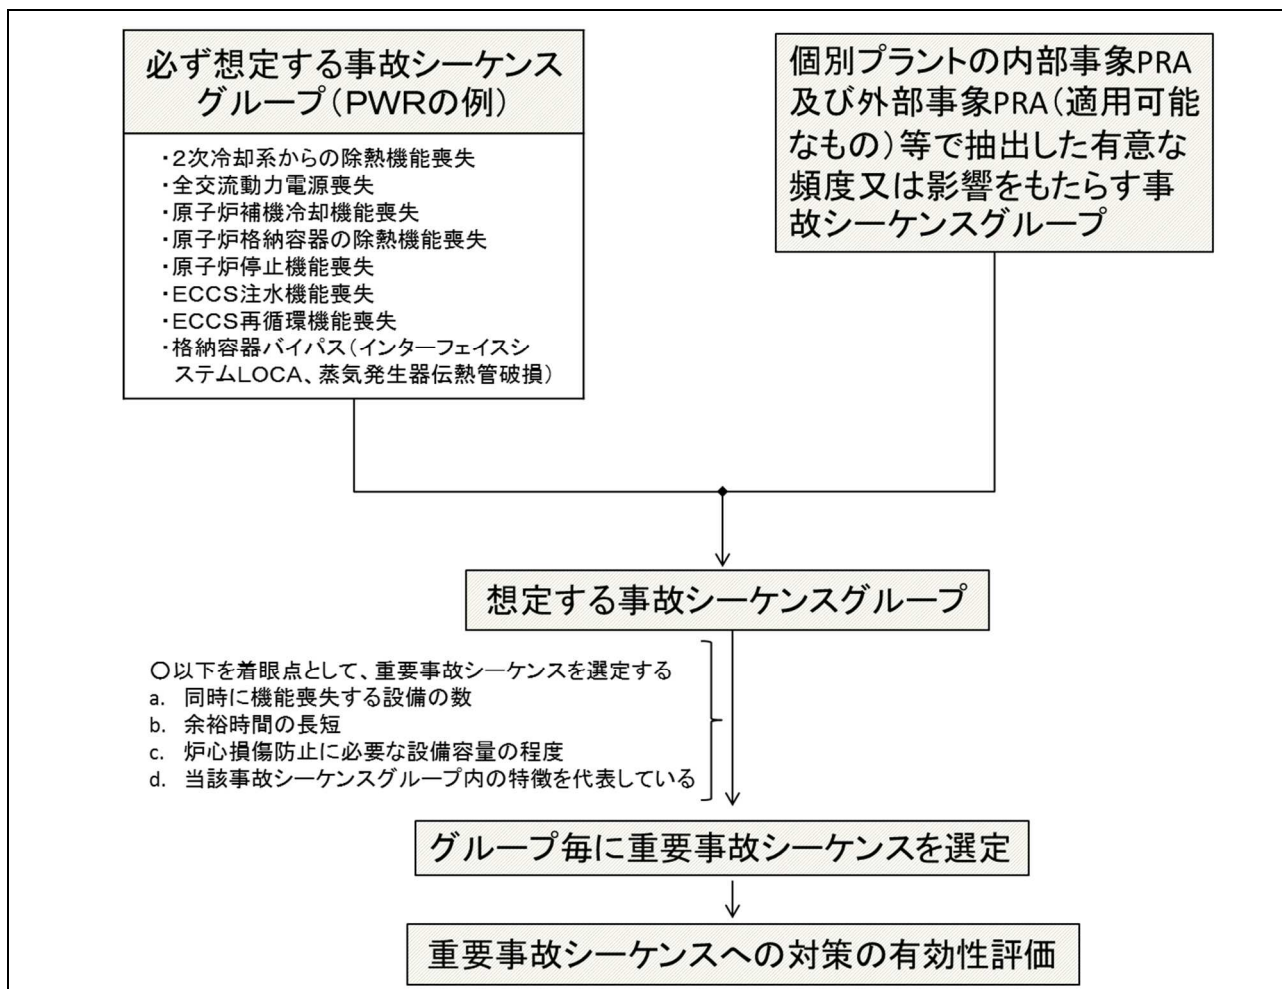 必ず想定する事故シーケンス
グループ(PWRの例)
・2次冷却系からの除熱機能喪失
・全交流動力電源喪失
・原子炉補機冷却機能喪失
・原子炉格納容器の除熱機能喪失
・原子炉停止機能喪失
・ECCS注水機能喪失
・ECCS再循環機能喪失
・格納容器バイパス(インターフェイスシ
ステムLOCA、蒸気発生器伝熱管破損)
個別プラントの内部事象PRA
及び外部事象PRA(適用可能
なもの)等で抽出した有意な
頻度又は影響をもたらす事
故シーケンスグループ
想定する事故シーケンスグループ
○以下を着眼点として、重要事故シーケンスを選定する
a. 同時に機能喪失する設備の数
b. 余裕時間の長短
c. 炉心損傷防止に必要な設備容量の程度
d. 当該事故シーケンスグループ内の特徴を代表している
グループ毎に重要事故シーケンスを選定
重要事故シーケンスへの対策の有効性評価